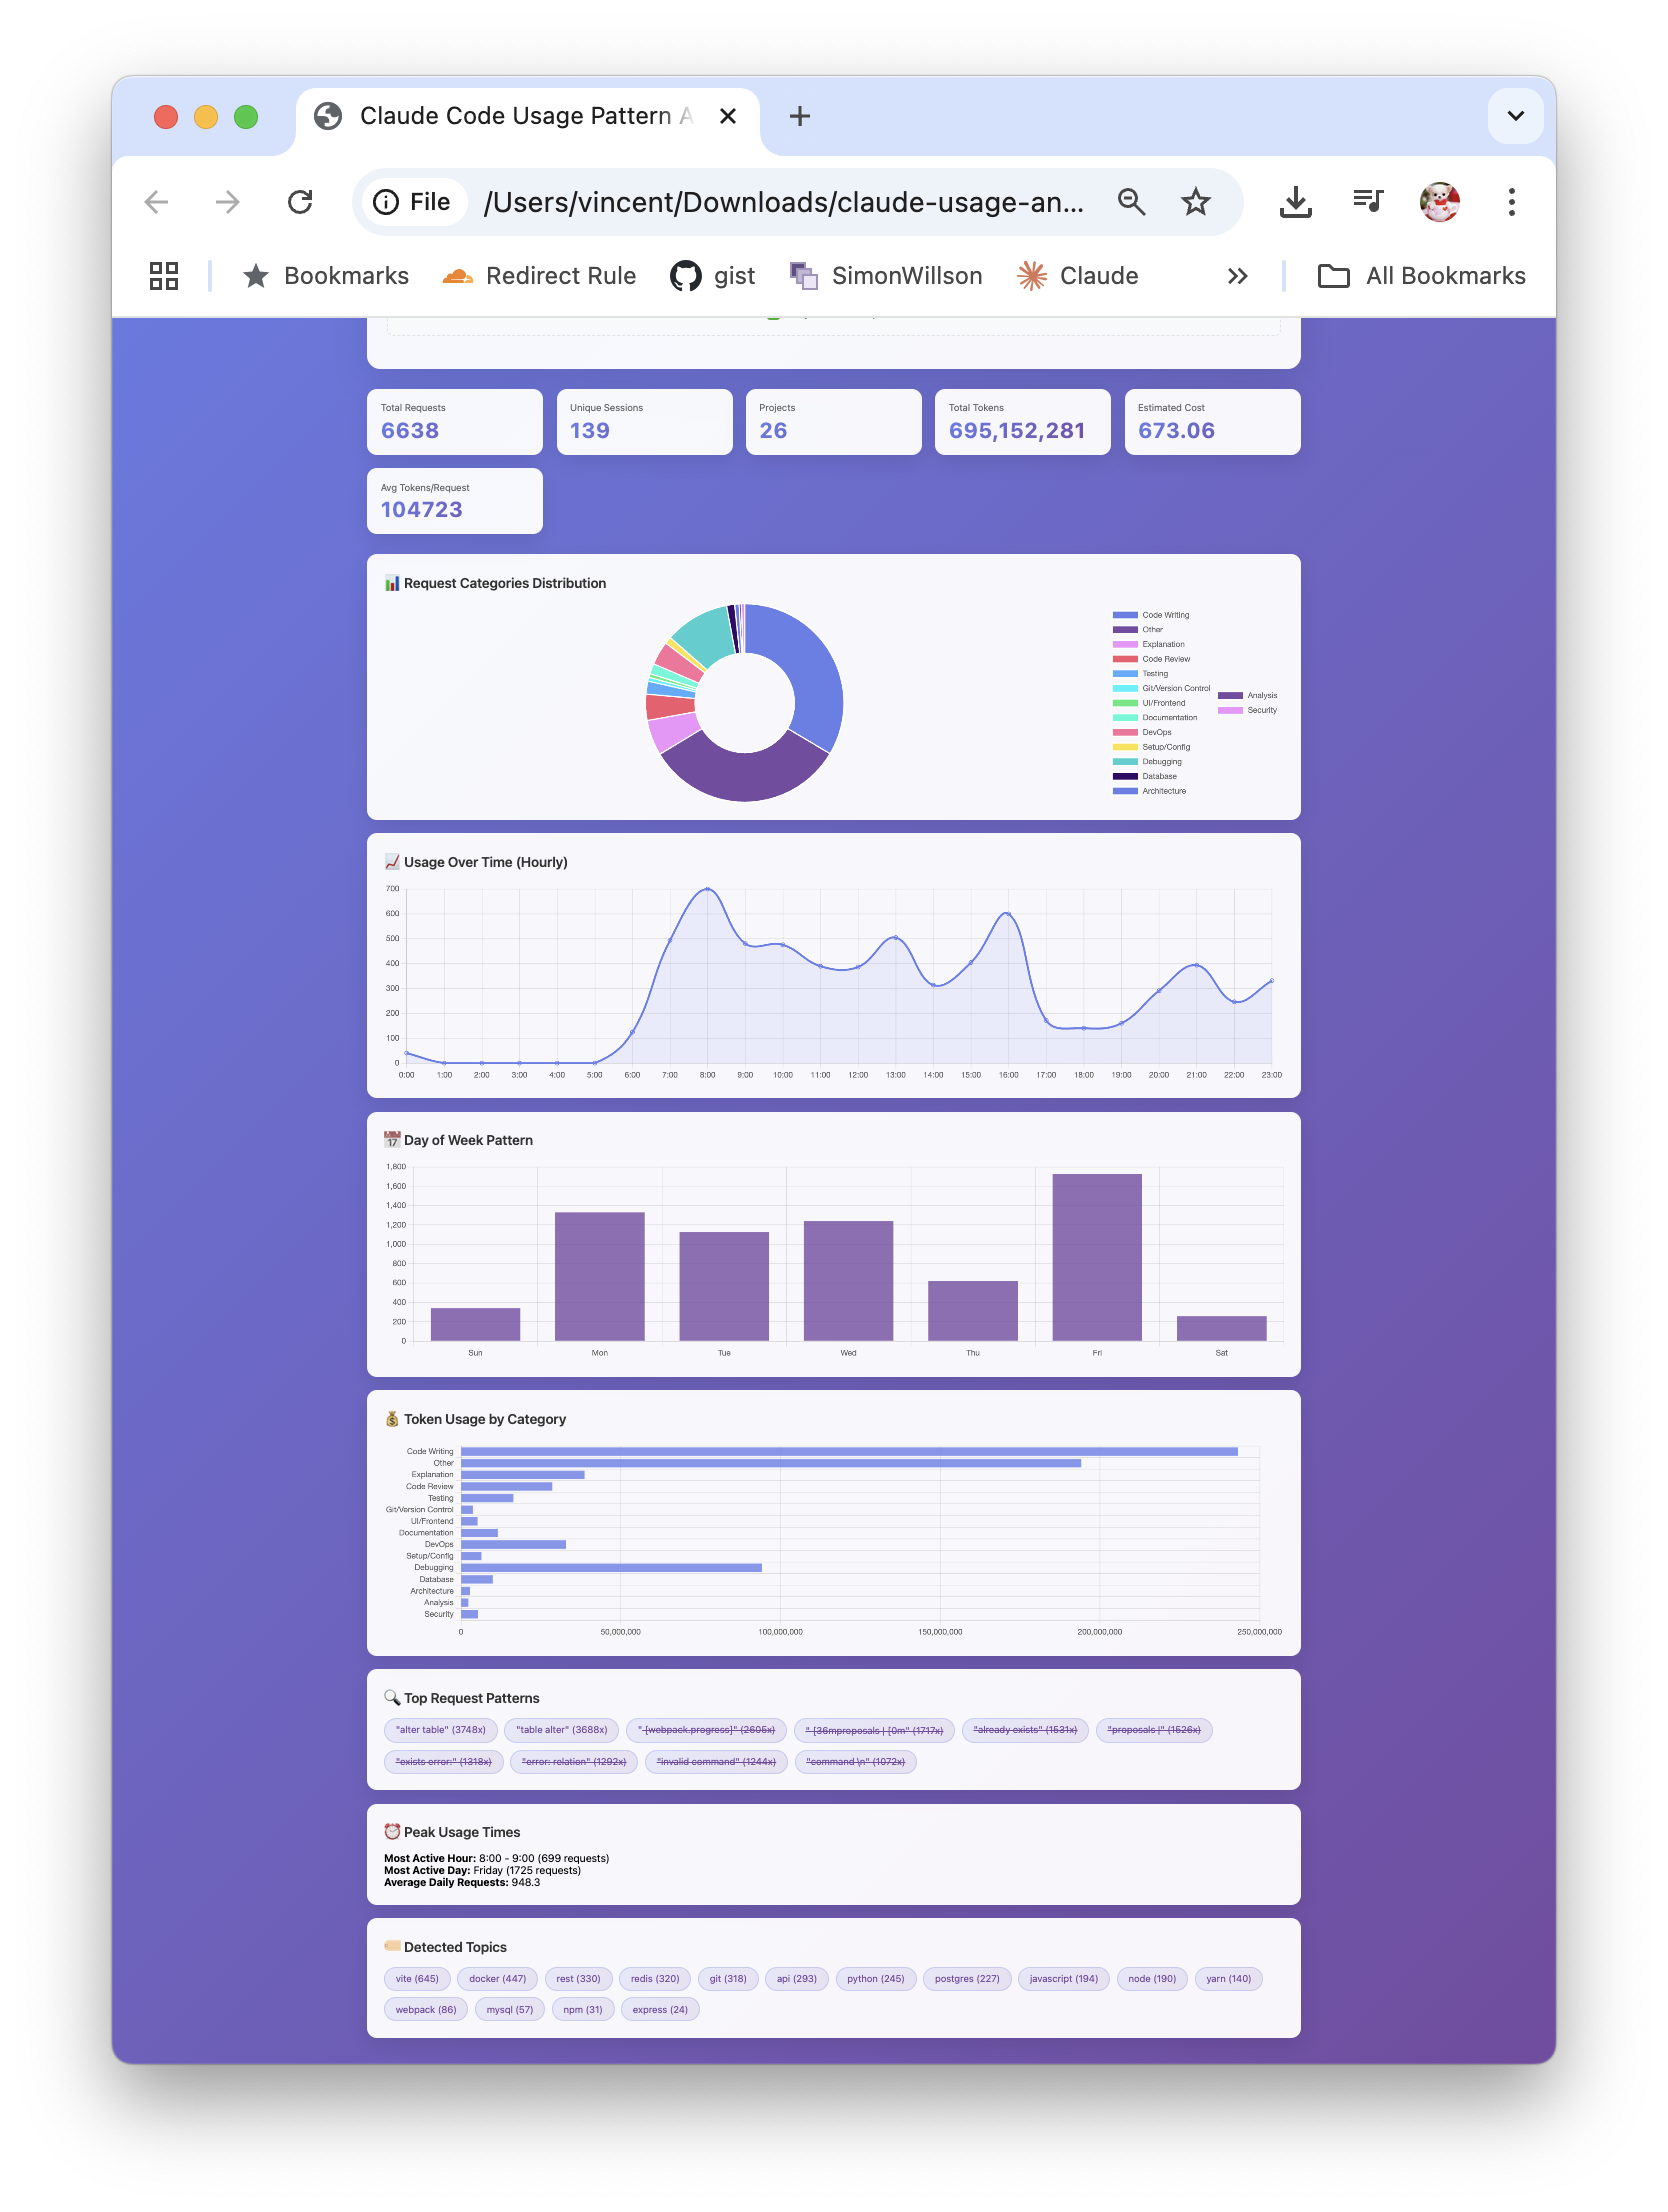 Claude Code Usage Pattern A
File
/Users/vincent/Downloads/claude-usage-an...
Bookmarks
Redirect Rule
gist
SimonWillson
Claude
All Bookmarks
Total Requests
6638
Unique Sessions
139
Projects
26
Total Tokens
695,152,281
Estimated Cost
673.06
Avg Tokens/Request
104723
Request Categories Distribution
Code Writing
Other
Explanation
Code Review
Testing
Git/Version Control
UI/Frontend
Documentation
DevOps
Setup/Config
Debugging
Database
Architecture
Analysis
Security
Usage Over Time (Hourly)
700
600
500
400
300
200
100
0
0:00 1:00 2:00 3:00 4:00 5:00 6:00 7:00 8:00 9:00 10:00 11:00 12:00 13:00 14:00 15:00 16:00 17:00 18:00 19:00 20:00 21:00 22:00 23:00
17 Day of Week Pattern
1,800
1,600
1,400
1,200
1,000
800
600
400
200
0
Sun Mon Tue Wed Thu Fri Sat
Token Usage by Category
Code Writing
Other
Explanation
Code Review
Testing
Git/Version Control
UI/Frontend
Documentation
DevOps
Setup/Config
Debugging
Database
Architecture
Analysis
Security
0 50,000,000 100,000,000 150,000,000 200,000,000 250,000,000
Top Request Patterns
"alter table" (3748x) "table alter" (3688x) " [webpack.progress]" (2605x) " [36mproposals | [0m" (1717x) "already exists" (1531x) "proposals |" (1526x)
"exists error:" (1318x) "error: relation" (1292x) "invalid command" (1244x) "command \n" (1072x)
Peak Usage Times
Most Active Hour: 8:00 - 9:00 (699 requests)
Most Active Day: Friday (1725 requests)
Average Daily Requests: 948.3
Detected Topics
vite (645) docker (447) rest (330) redis (320) git (318) api (293) python (245) postgres (227) javascript (194) node (190) yarn (140)
webpack (86) mysql (57) npm (31) express (24)